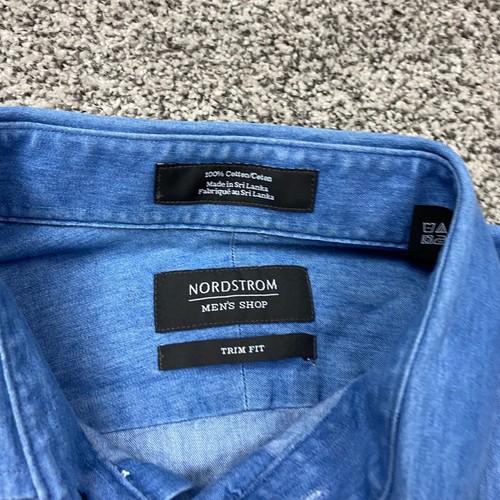 100% Cotton/Coton
Made in Sri Lanka
Fabriqué au Sri Lanka
NORDSTROM
MEN'S SHOP
TRIM FIT